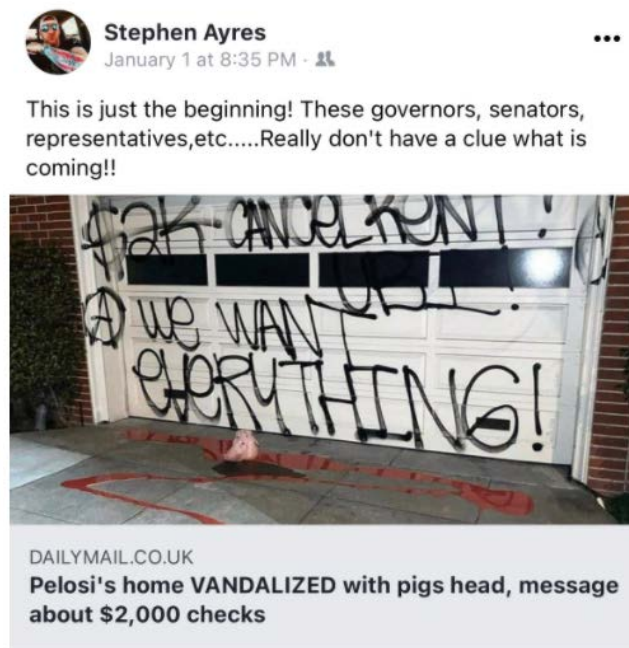 Stephen Ayres
January 1 at 8:35 PM ·
This is just the beginning! These governors, senators,
representatives,etc.....Really don't have a clue what is
coming!!
$2K CANCEL RENT!
UBI!
Ⓐ WE WANT
EVERYTHING!
DAILYMAIL.CO.UK
Pelosi's home VANDALIZED with pigs head, message
about $2,000 checks